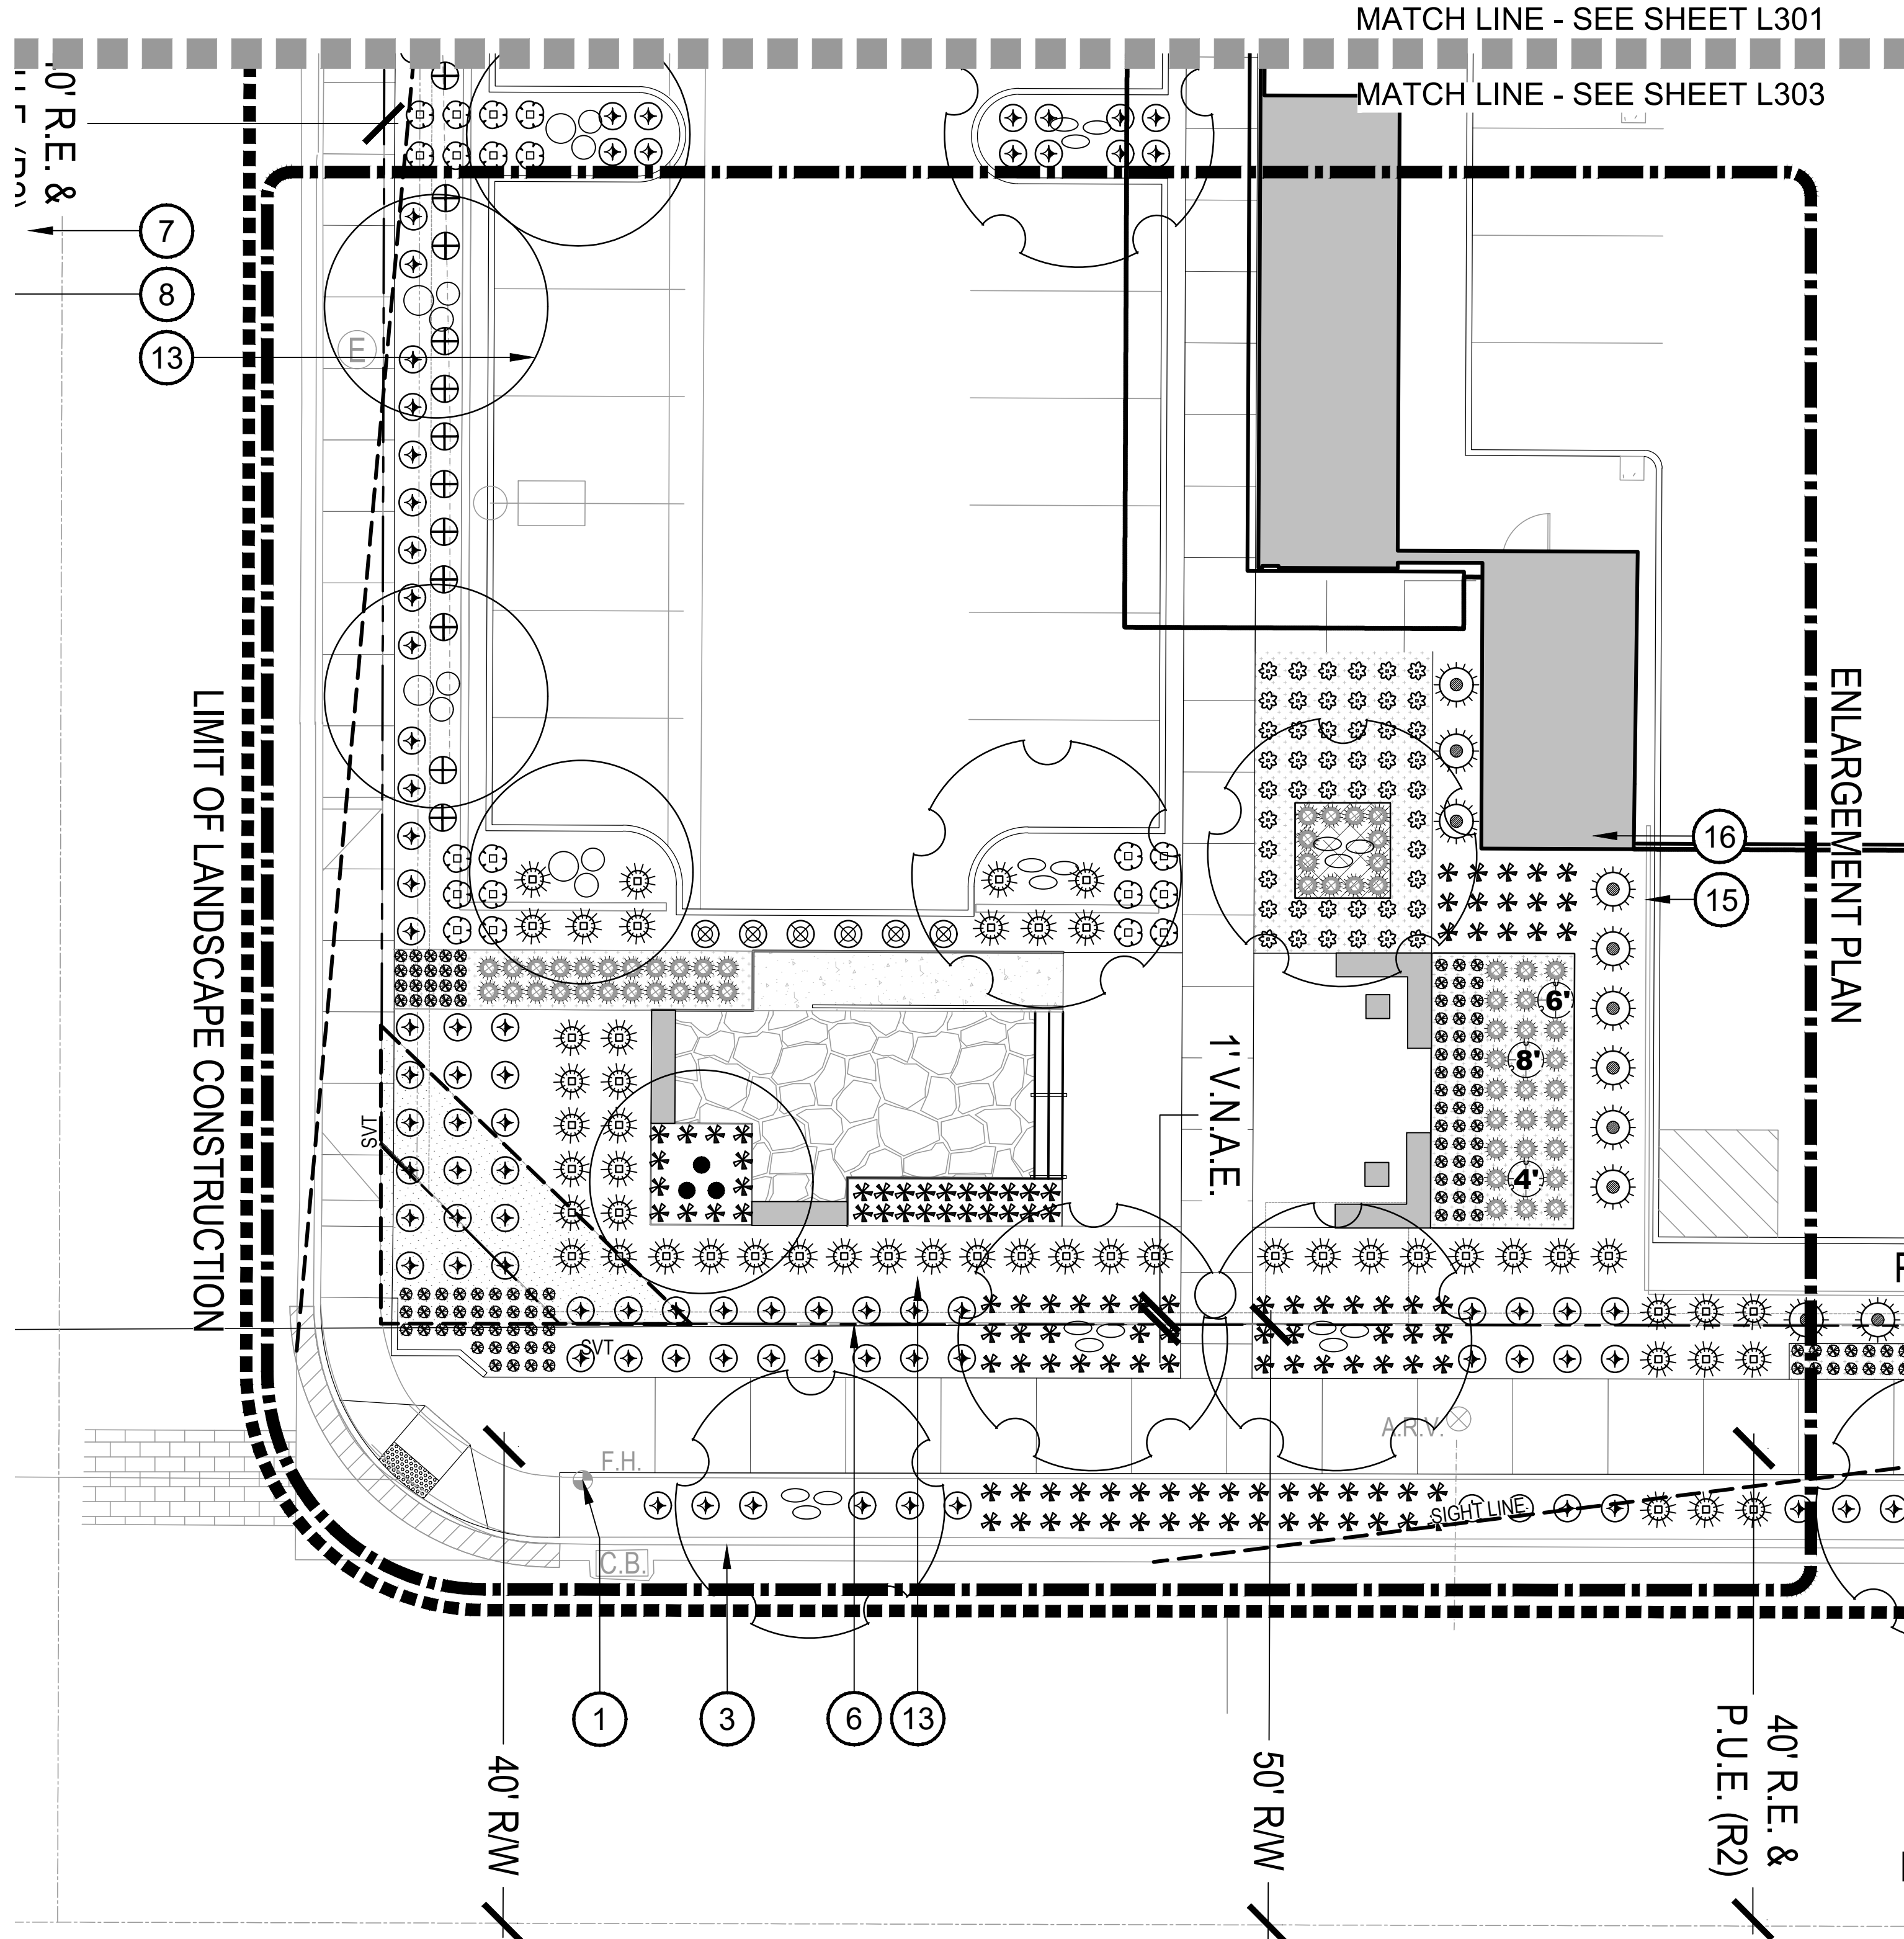 MATCH LINE - SEE SHEET L301
MATCH LINE - SEE SHEET L303
0' R.E. &
7
8
13
E
LIMIT OF LANDSCAPE CONSTRUCTION
ENLARGEMENT PLAN
16
15
6'
8'
4'
1' V.N.A.E.
SVT
SVT
A.R.V.
F.H.
SIGHT LINE
C.B.
1
3
6
13
40' R/W
50' R/W
40' R.E. &
P.U.E. (R2)